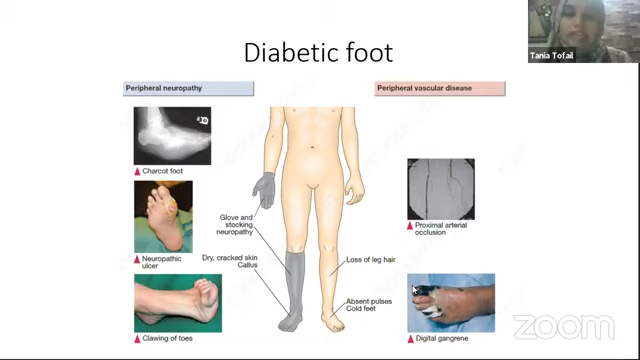 Tania Tofail
Diabetic foot
Peripheral neuropathy
Peripheral vascular disease
Charcot foot
Neuropathic
ulcer
Clawing of toes
Glove and
stocking
neuropathy
Dry, cracked skin
Callus
Loss of leg hair
Absent pulses
Cold feet
Proximal arterial
occlusion
Digital gangrene
zoom